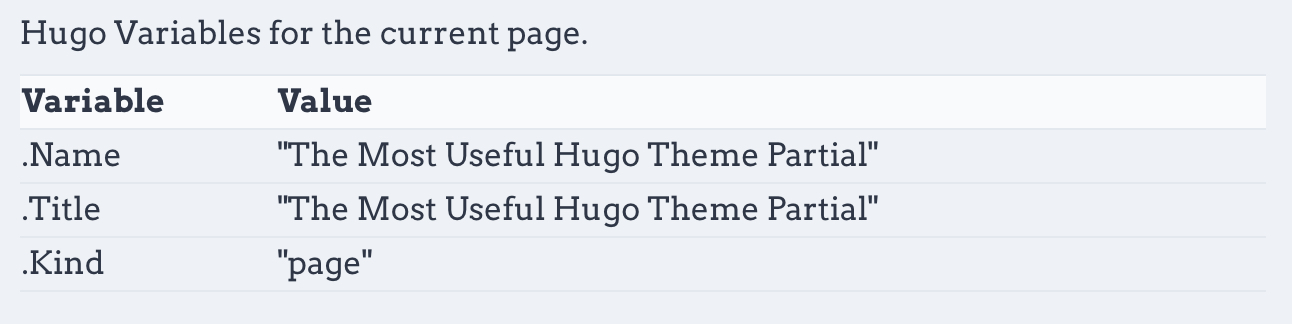 Hugo Variables for the current page.
Variable Value
.Name "The Most Useful Hugo Theme Partial"
.Title "The Most Useful Hugo Theme Partial"
.Kind "page"